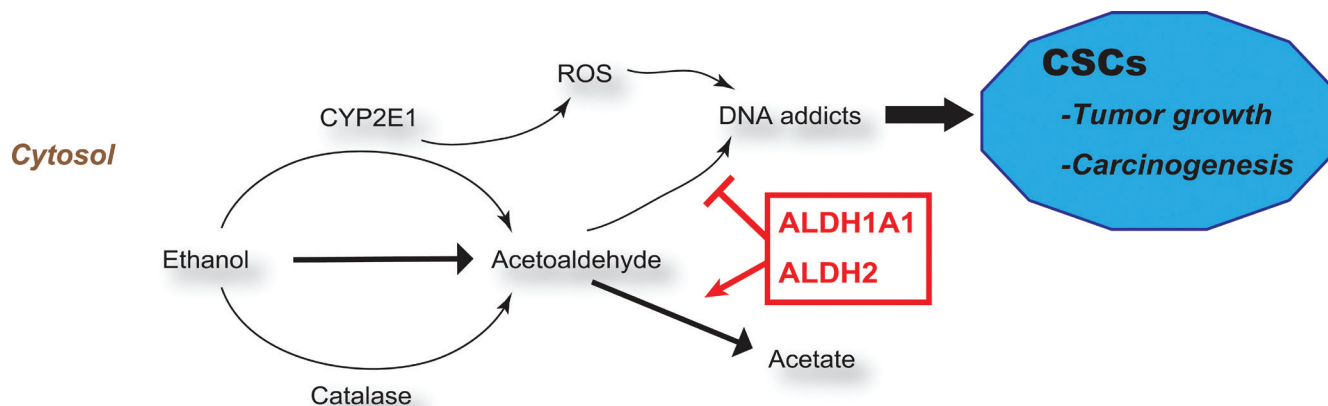 CSCs
ROS
-Tumor growth
CYP2E1
DNA addicts
Cytosol
-Carcinogenesis
ALDH1A1
Ethanol
Acetoaldehyde
ALDH2
Acetate
Catalase